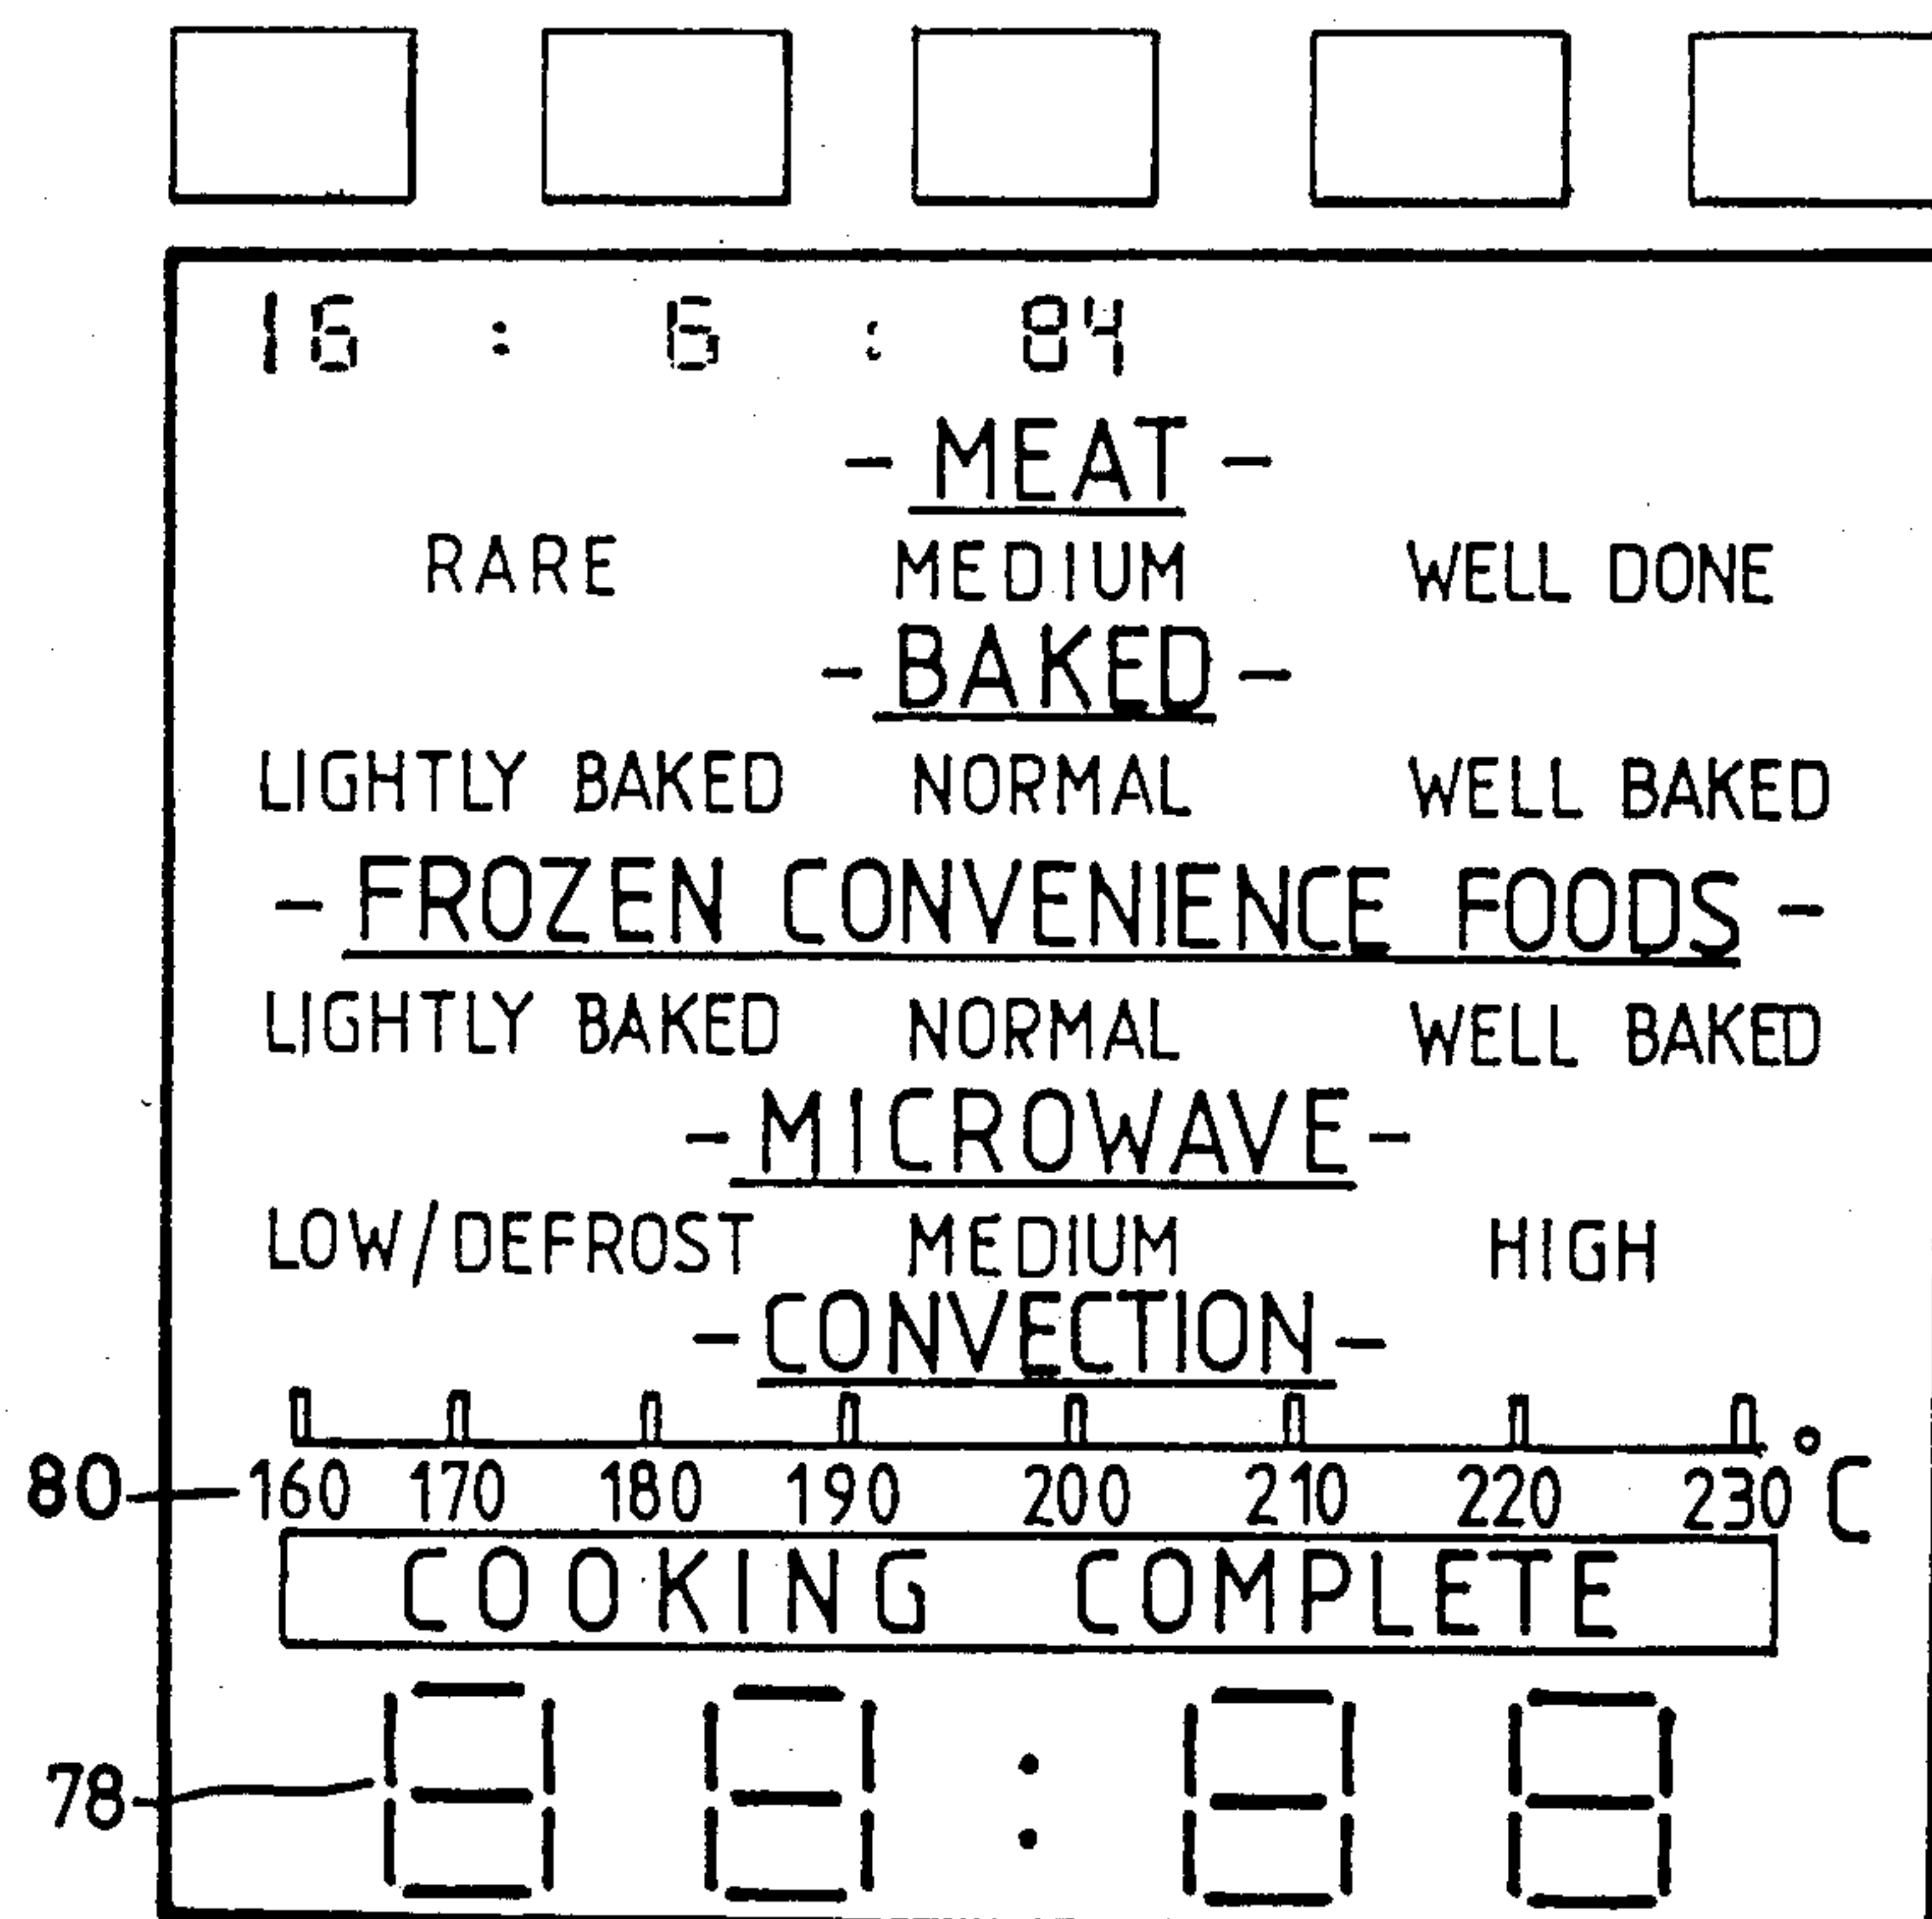 16 : 6 : 84
- MEAT -
RARE MEDIUM WELL DONE
- BAKED -
LIGHTLY BAKED NORMAL WELL BAKED
- FROZEN CONVENIENCE FOODS -
LIGHTLY BAKED NORMAL WELL BAKED
- MICROWAVE -
LOW/DEFROST MEDIUM HIGH
- CONVECTION -
80 160 170 180 190 200 210 220 230 °C
COOKING COMPLETE
78 88:88